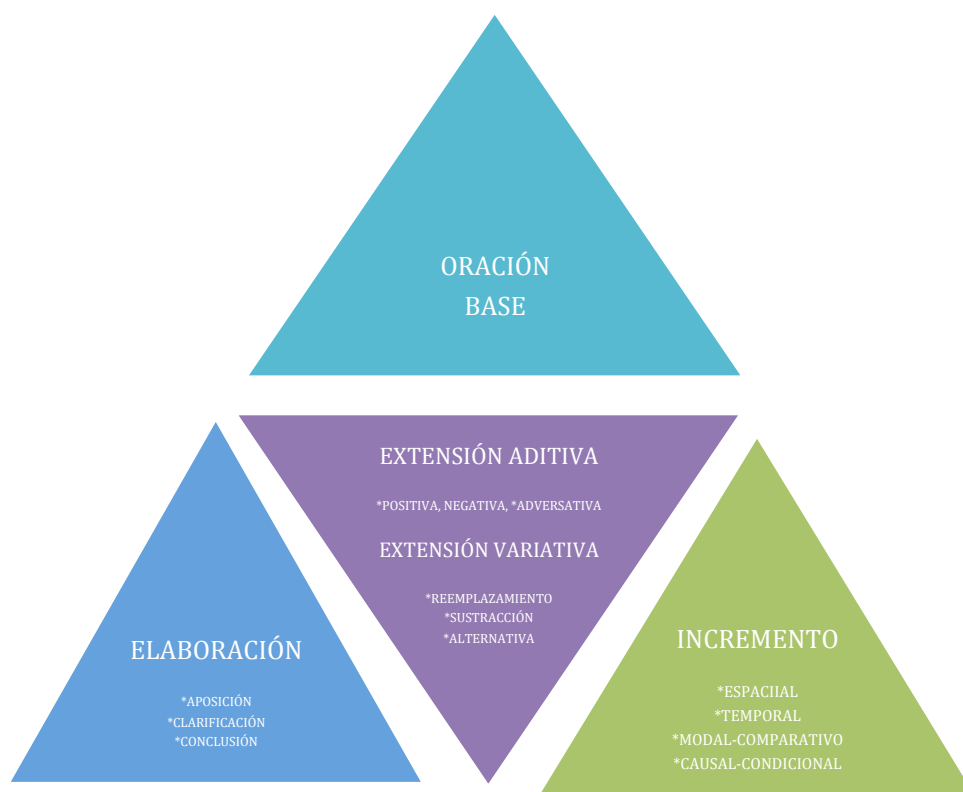 ORACIÓN
BASE
EXTENSIÓN ADITIVA
*POSITIVA, NEGATIVA, *ADVERSATIVA
EXTENSIÓN VARIATIVA
*REEMPLAZAMIENTO
*SUSTRACCIÓN
*ALTERNATIVA
ELABORACIÓN
*APOSICIÓN
*CLARIFICACIÓN
*CONCLUSIÓN
INCREMENTO
*ESPACIIAL
*TEMPORAL
*MODAL-COMPARATIVO
*CAUSAL-CONDICIONAL